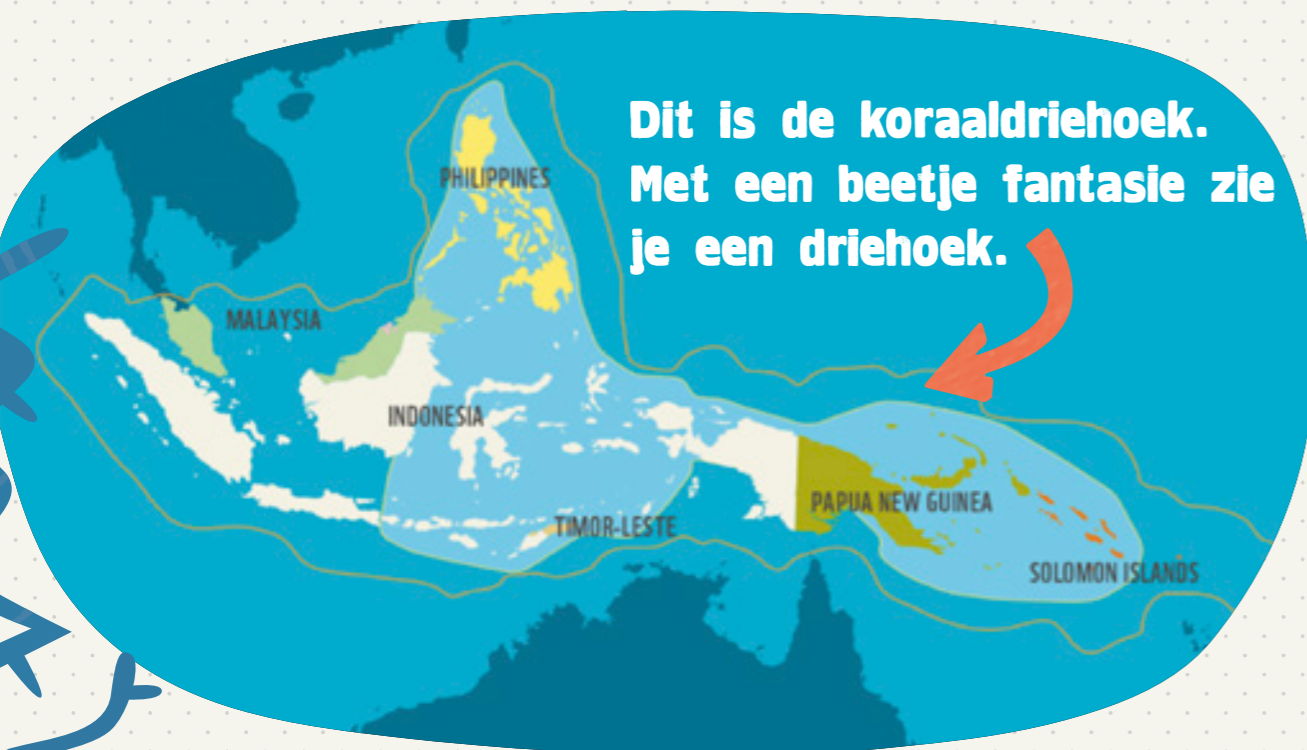 Dit is de koraaldriehoek.
Met een beetje fantasie zie
je een driehoek.
PHILIPPINES
MALAYSIA
INDONESIA
PAPUA NEW GUINEA
TIMOR-LESTE
SOLOMON ISLANDS